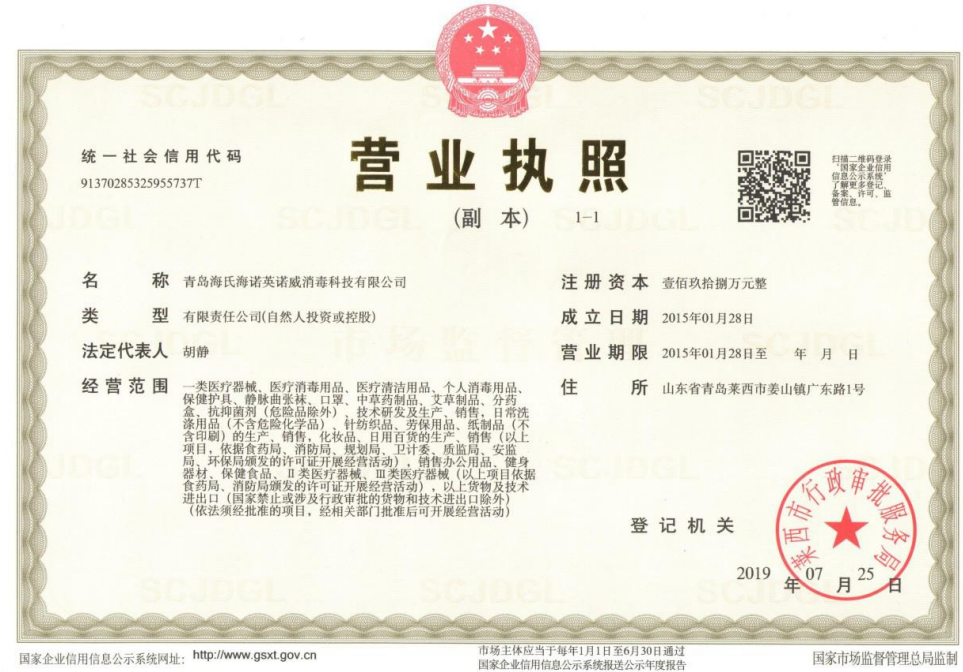 统一社会信用代码
91370285325955737T
营业执照
（副 本） 1-1
扫描二维码登录
‘国家企业信用
信息公示系统’
了解更多登记、
备案、许可、监
管信息。
名称 青岛海氏海诺英诺威消毒科技有限公司
类型 有限责任公司(自然人投资或控股)
法定代表人 胡静
经营范围 一类医疗器械、医疗消毒用品、医疗清洁用品、个人消毒用品、
保健护具、静脉曲张袜、口罩、中草药制品、艾草制品、分药
盒、抗抑菌剂（危险品除外）、技术研发及生产、销售，日常洗
涤用品（不含危险化学品）、针纺织品、劳保用品、纸制品（不
含印刷）的生产、销售，化妆品、日用百货的生产、销售（以上
项目，依据食药局、消防局、规划局、卫计委、质监局、安监
局、环保局颁发的许可证开展经营活动），销售办公用品、健身
器材、保健食品、Ⅱ类医疗器械、Ⅲ类医疗器械（以上项目依据
食药局、消防局颁发的许可证开展经营活动），以上货物及技术
进出口（国家禁止或涉及行政审批的货物和技术进出口除外）
（依法须经批准的项目，经相关部门批准后可开展经营活动）
注册资本 壹佰玖拾捌万元整
成立日期 2015年01月28日
营业期限 2015年01月28日至 年 月 日
住所 山东省青岛莱西市姜山镇广东路1号
登记机关
莱西市行政审批服务局
2019 年 07 月 25 日
国家企业信用信息公示系统网址：http://www.gsxt.gov.cn
市场主体应当于每年1月1日至6月30日通过
国家企业信用信息公示系统报送公示年度报告
国家市场监督管理总局监制